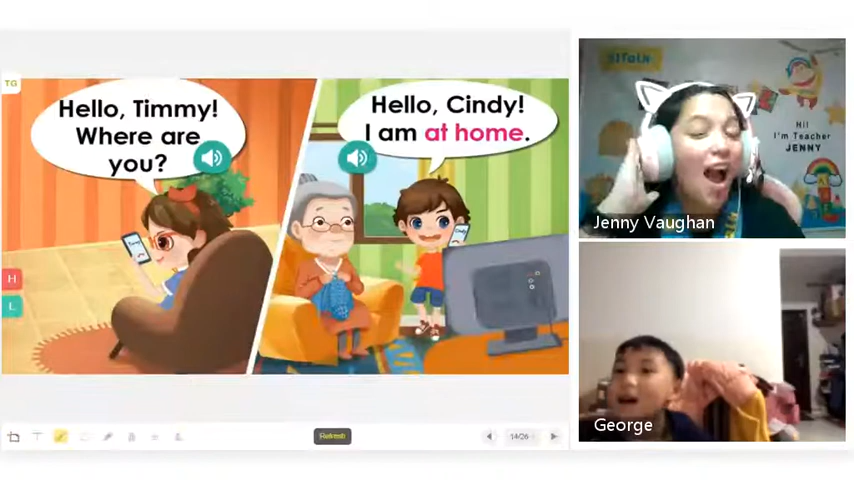 TG
Hello, Timmy!
Where are
you?
Hello, Cindy!
I am at home.
H
L
Refresh
14/26
Hi!
I'm Teacher
JENNY
Jenny Vaughan
George